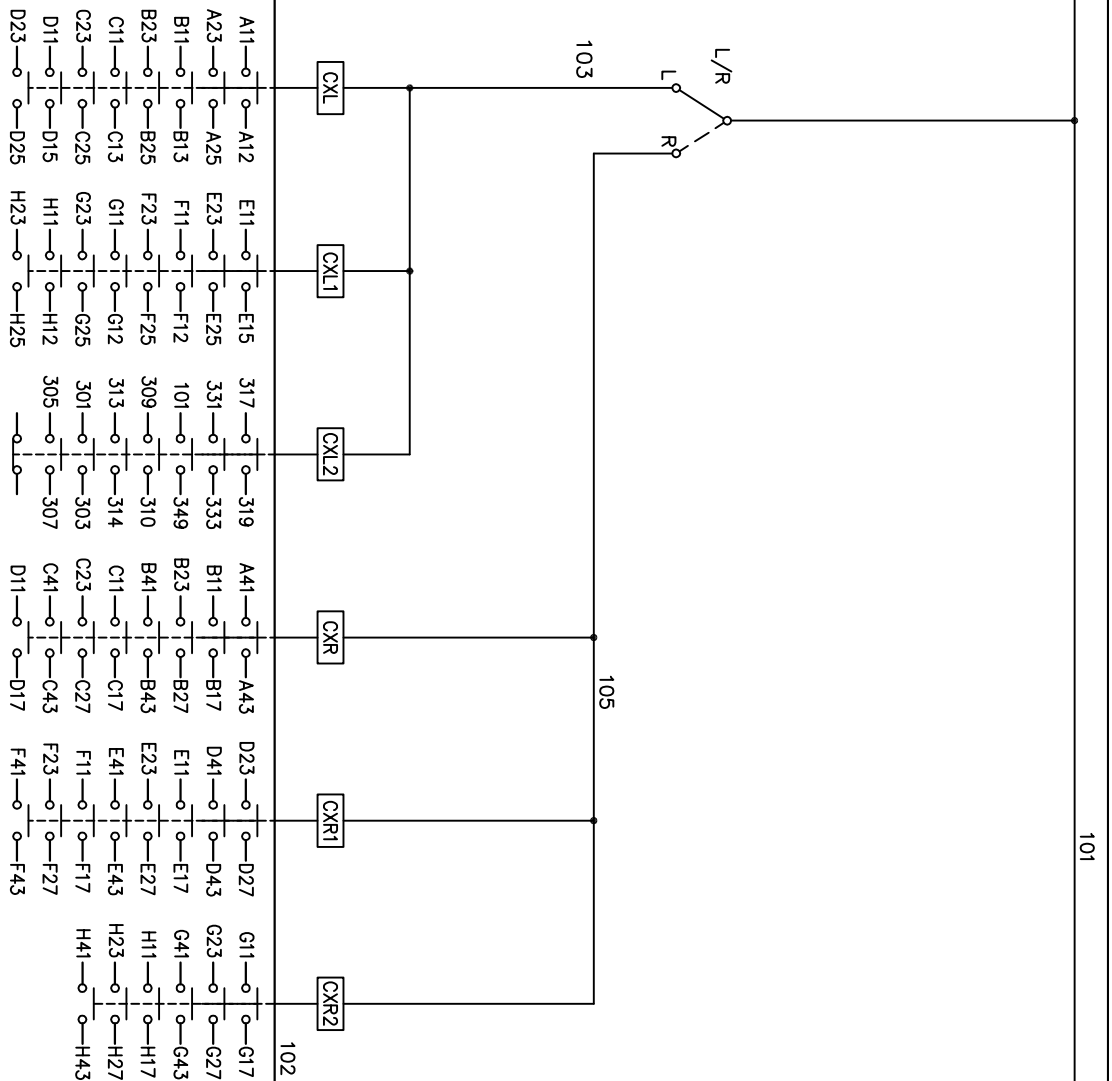 101
L/R
L R
105
103
CXL CXL1 CXL2 CXR CXR1 CXR2
102
A11 A12 E11 E15 317 319 A41 A43 D23 D27 G11 G17
A23 A25 E23 E25 331 333 B11 B17 D41 D43 G23 G27
B11 B13 F11 F12 101 349 B23 B27 E11 E17 G41 G43
B23 B25 F23 F25 309 310 B41 B43 E23 E27 H11 H17
C11 C13 G11 G12 313 314 C11 C17 E41 E43 H23 H27
C23 C25 G23 G25 301 303 C23 C27 F11 F17 H41 H43
D11 D15 H11 H12 305 307 C41 C43 F23 F27
D23 D25 H23 H25 D11 D17 F41 F43